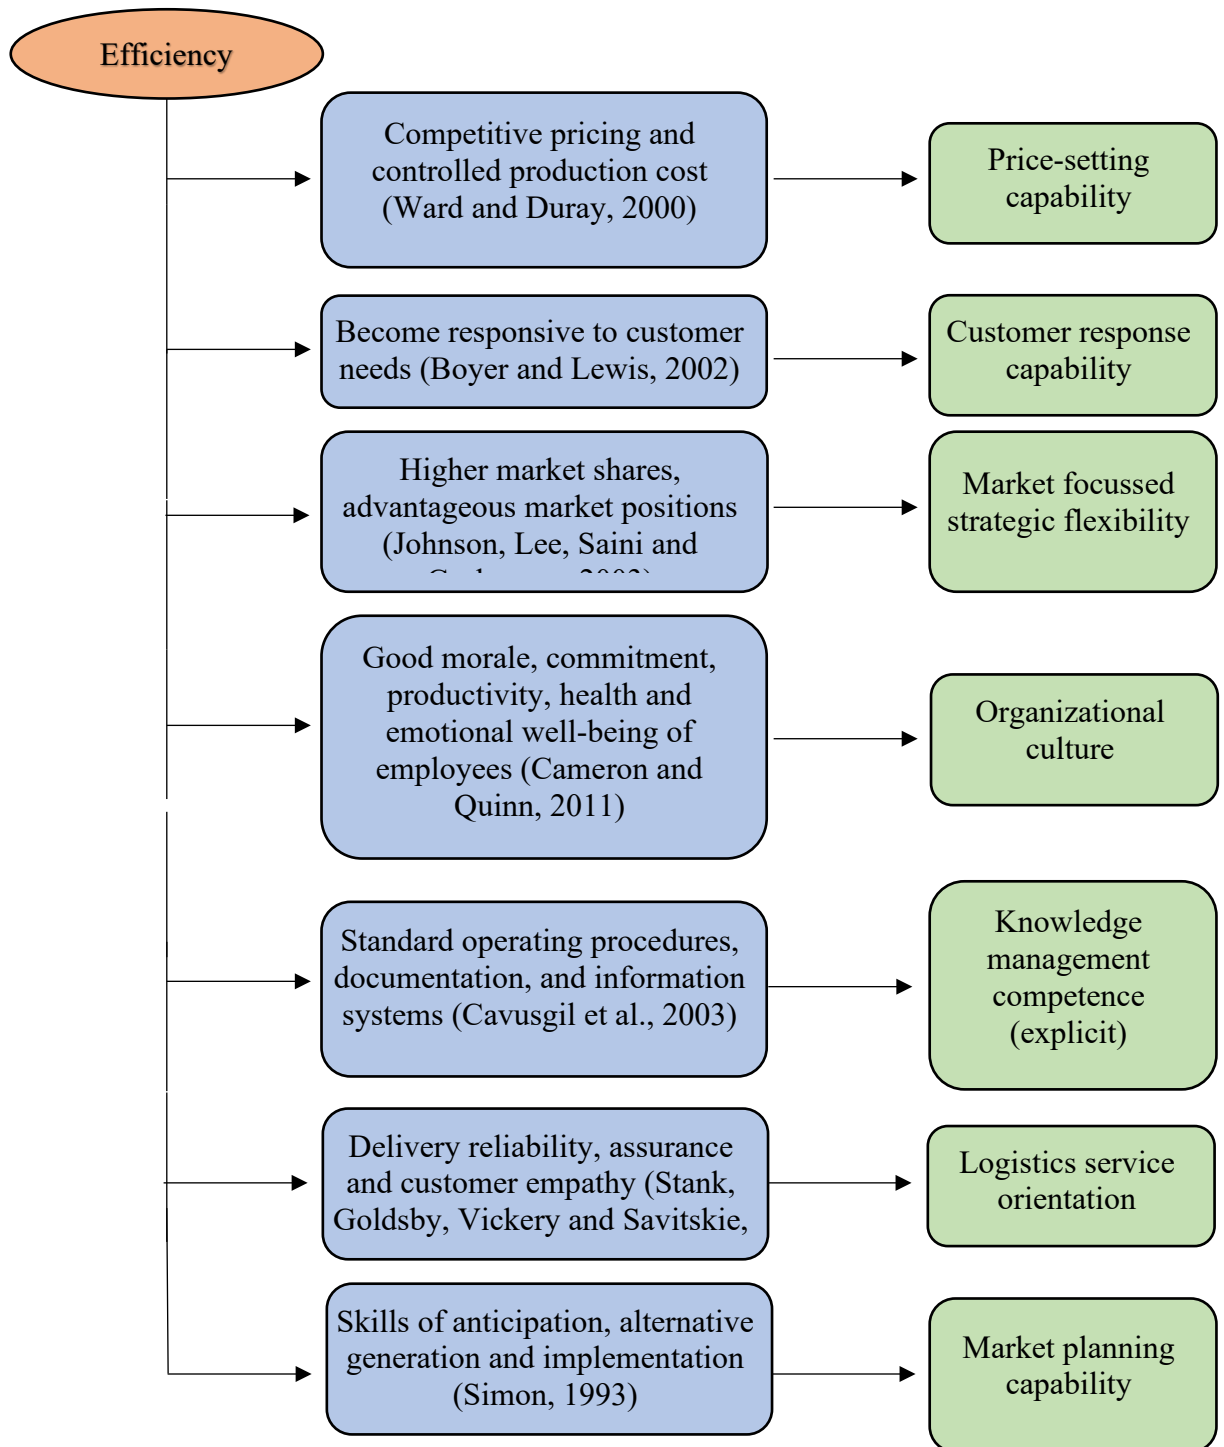 Efficiency
Competitive pricing and
controlled production cost
(Ward and Duray, 2000)
Price-setting
capability
Become responsive to customer
needs (Boyer and Lewis, 2002)
Customer response
capability
Higher market shares,
advantageous market positions
(Johnson, Lee, Saini and
Market focussed
strategic flexibility
Good morale, commitment,
productivity, health and
emotional well-being of
employees (Cameron and
Quinn, 2011)
Organizational
culture
Standard operating procedures,
documentation, and information
systems (Cavusgil et al., 2003)
Knowledge
management
competence
(explicit)
Delivery reliability, assurance
and customer empathy (Stank,
Goldsby, Vickery and Savitskie,
Logistics service
orientation
Skills of anticipation, alternative
generation and implementation
(Simon, 1993)
Market planning
capability